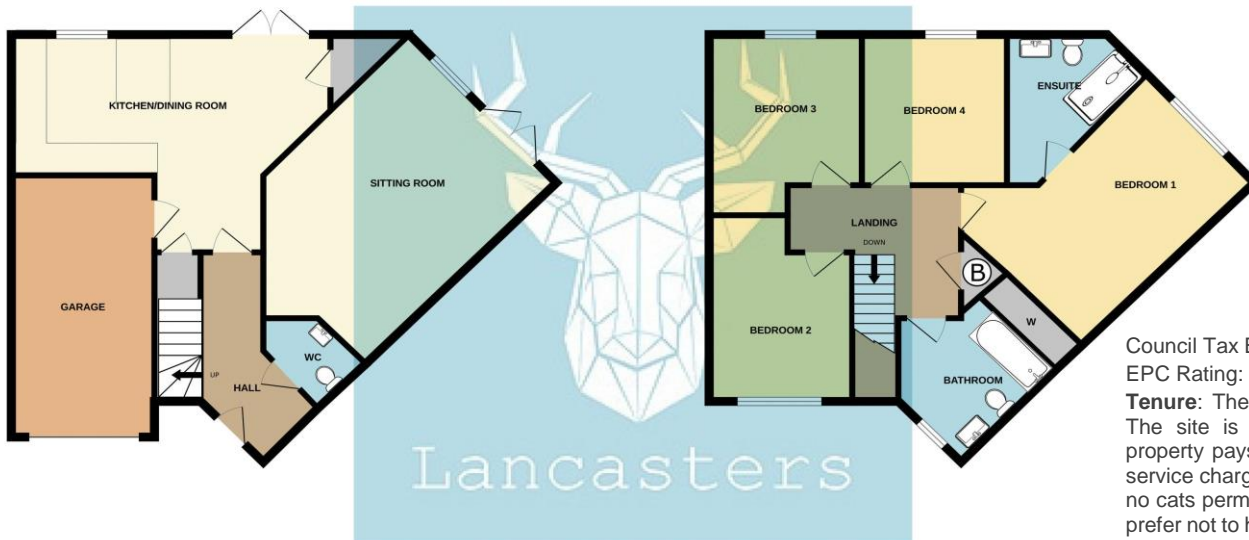 KITCHEN/DINING ROOM
SITTING ROOM
GARAGE
WC
UP
HALL
BEDROOM 3
BEDROOM 4
ENSUITE
BEDROOM 1
LANDING
DOWN
B
BEDROOM 2
W
BATHROOM
Lancasters
Council Tax
EPC Rating:
Tenure: The
The site is
property pays
service
no cats
prefer not to